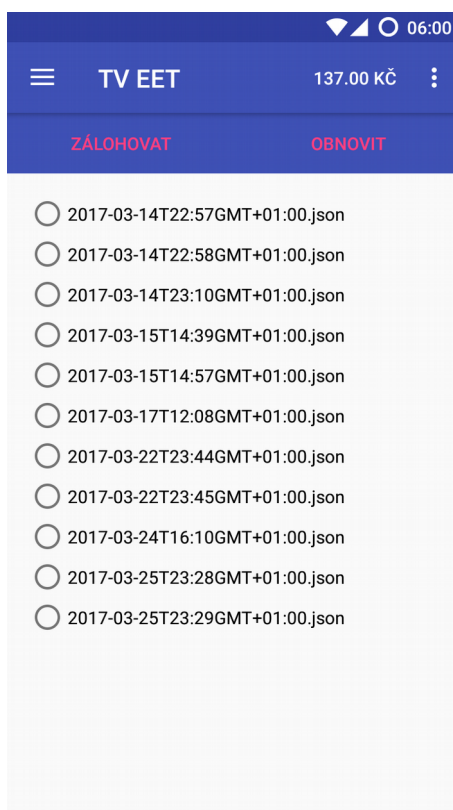 06:00
TV EET 137.00 KČ
ZÁLOHOVAT OBNOVIT
2017-03-14T22:57GMT+01:00.json
2017-03-14T22:58GMT+01:00.json
2017-03-14T23:10GMT+01:00.json
2017-03-15T14:39GMT+01:00.json
2017-03-15T14:57GMT+01:00.json
2017-03-17T12:08GMT+01:00.json
2017-03-22T23:44GMT+01:00.json
2017-03-22T23:45GMT+01:00.json
2017-03-24T16:10GMT+01:00.json
2017-03-25T23:28GMT+01:00.json
2017-03-25T23:29GMT+01:00.json